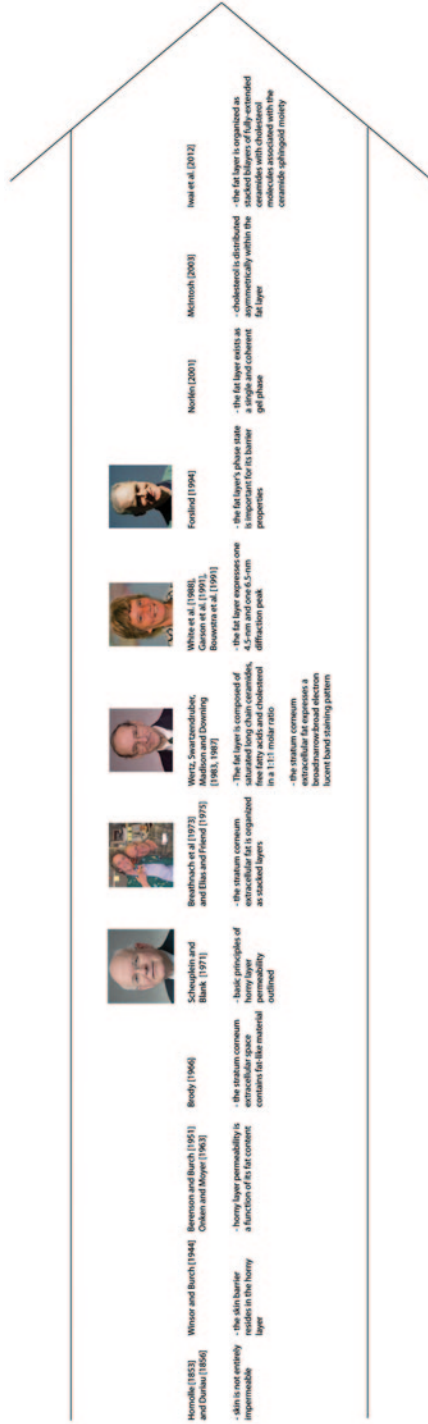 Homolle [1853]
and Duriau [1856]
- skin is not entirely
impermeable
Winsor and Burch [1944]
- the skin barrier
resides in the horny
layer
Berenson and Burch [1951]
Onken and Moyer [1963]
- horny layer permeability is
a function of its fat content
Brody [1966]
- the stratum corneum
extracellular space
contains fat-like material
Scheuplein and
Blank [1971]
- basic principles of
horny layer
permeability
outlined
Breathnach et al [1973]
and Elias and Friend [1975]
- the stratum corneum
extracellular fat is organized
as stacked layers
Wertz, Swartzendruber,
Madison and Downing
[1983, 1987]
- The fat layer is composed of
saturated long chain ceramides,
free fatty acids and cholesterol
in a 1:1:1 molar ratio
- the stratum corneum
extracellular fat expresses a
broad:narrow:broad electron
lucent band staining pattern
White et al. [1988],
Garson et al. [1991],
Bouwstra et al. [1991]
- the fat layer expresses one
4.5-nm and one 6.5-nm
diffraction peak
Forslind [1994]
- the fat layer's phase state
is important for its barrier
properties
Norlén [2001]
- the fat layer exists as
a single and coherent
gel phase
McIntosh [2003]
- cholesterol is distributed
asymmetrically within the
fat layer
Iwai et al. [2012]
- the fat layer is organized as
stacked bilayers of fully-extended
ceramides with cholesterol
molecules associated with the
ceramide sphingoid moiety